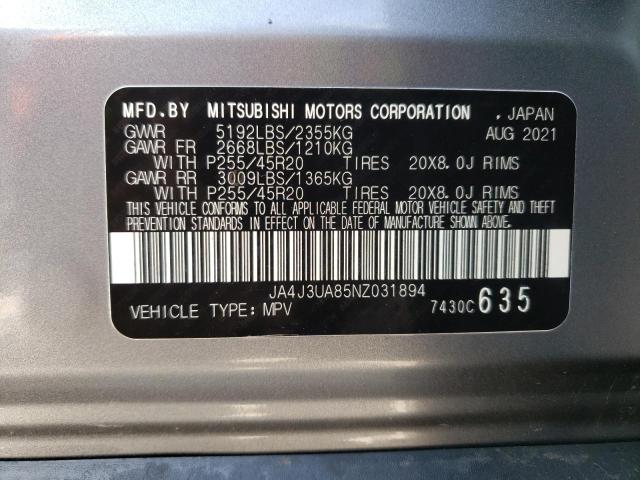 MFD.BY MITSUBISHI MOTORS CORPORATION . JAPAN
GVWR 5192LBS/2355KG AUG 2021
GAWR FR 2668LBS/1210KG
WITH P255/45R20 TIRES 20X8.0J RIMS
GAWR RR 3009LBS/1365KG
WITH P255/45R20 TIRES 20X8.0J RIMS
THIS VEHICLE CONFORMS TO ALL APPLICABLE FEDERAL MOTOR VEHICLE SAFETY AND THEFT
PREVENTION STANDARDS IN EFFECT ON THE DATE OF MANUFACTURE SHOWN ABOVE.
JA4J3UA85NZ031894
VEHICLE TYPE: MPV 7430C 635